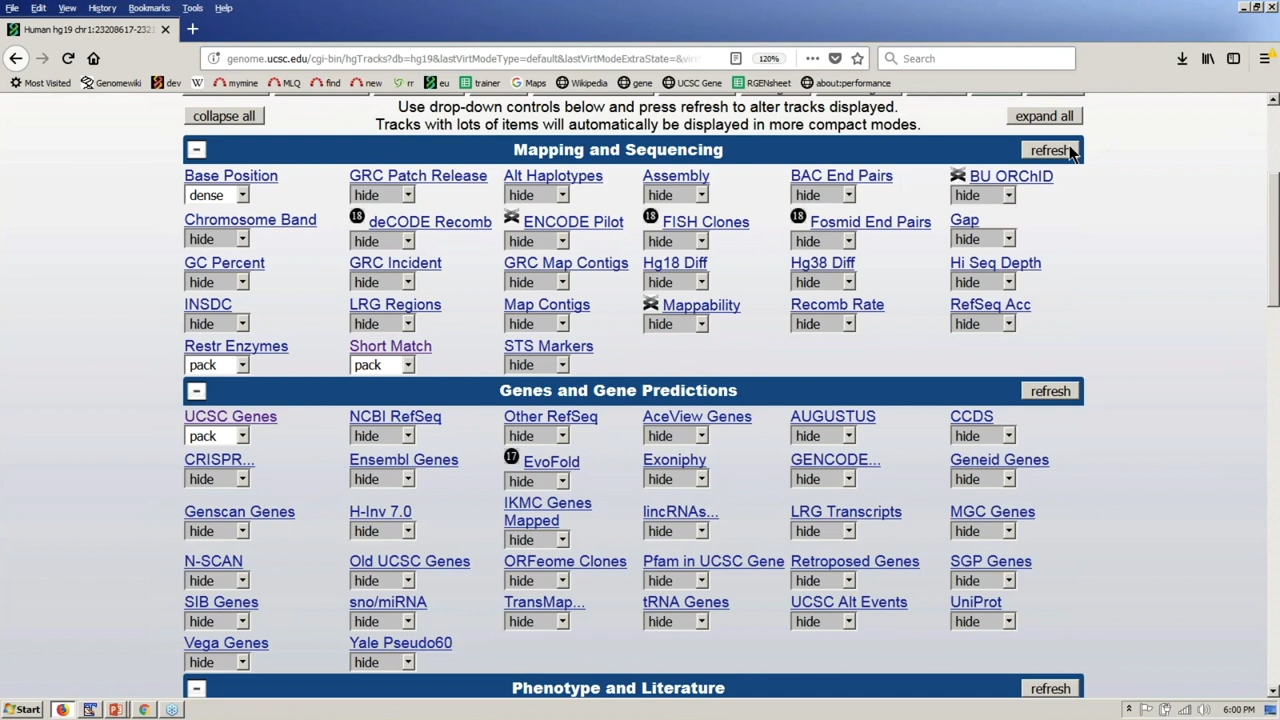 File Edit View History Bookmarks Tools Help
Human hg19 chr1:23208617-232
genome.ucsc.edu/cgi-bin/hgTracks?db=hg19&lastVirtModeType=default&lastVirtModeExtraState=& 120% Search
Most Visited Genomewiki dev mymine MLQ find new rr eu trainer Maps Wikipedia gene UCSC Gene RGENsheet about:performance
Use drop-down controls below and press refresh to alter tracks displayed.
collapse all Tracks with lots of items will automatically be displayed in more compact modes. expand all
- Mapping and Sequencing refresh
Base Position GRC Patch Release Alt Haplotypes Assembly BAC End Pairs BU ORChID
dense hide hide hide hide hide
Chromosome Band 18 deCODE Recomb ENCODE Pilot 18 FISH Clones 18 Fosmid End Pairs Gap
hide hide hide hide hide hide
GC Percent GRC Incident GRC Map Contigs Hg18 Diff Hg38 Diff Hi Seq Depth
hide hide hide hide hide hide
INSDC LRG Regions Map Contigs Mappability Recomb Rate RefSeq Acc
hide hide hide hide hide hide
Restr Enzymes Short Match STS Markers
pack pack hide
- Genes and Gene Predictions refresh
UCSC Genes NCBI RefSeq Other RefSeq AceView Genes AUGUSTUS CCDS
pack hide hide hide hide hide
CRISPR... Ensembl Genes 17 EvoFold Exoniphy GENCODE... Geneid Genes
hide hide hide hide hide hide
Genscan Genes H-Inv 7.0 IKMC Genes Mapped lincRNAs... LRG Transcripts MGC Genes
hide hide hide hide hide hide
N-SCAN Old UCSC Genes ORFeome Clones Pfam in UCSC Gene Retroposed Genes SGP Genes
hide hide hide hide hide hide
SIB Genes sno/miRNA TransMap... tRNA Genes UCSC Alt Events UniProt
hide hide hide hide hide hide
Vega Genes Yale Pseudo60
hide hide
- Phenotype and Literature refresh
Start 6:00 PM